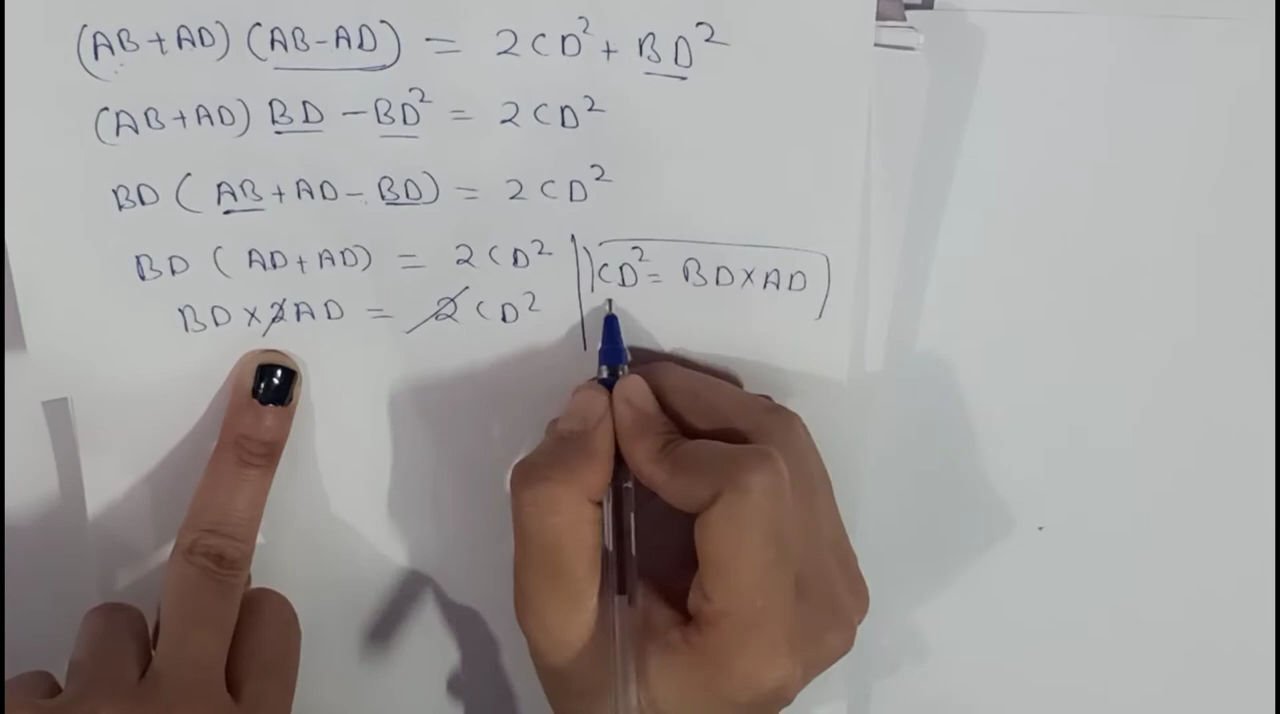 (AB+AD) (AB-AD) = 2CD²+ BD²
(AB+AD) BD - BD² = 2CD²
BD ( AB+AD-BD) = 2CD²
BD ( AD+AD) = 2CD²
CD² = BD×AD
BD×2AD = 2CD²